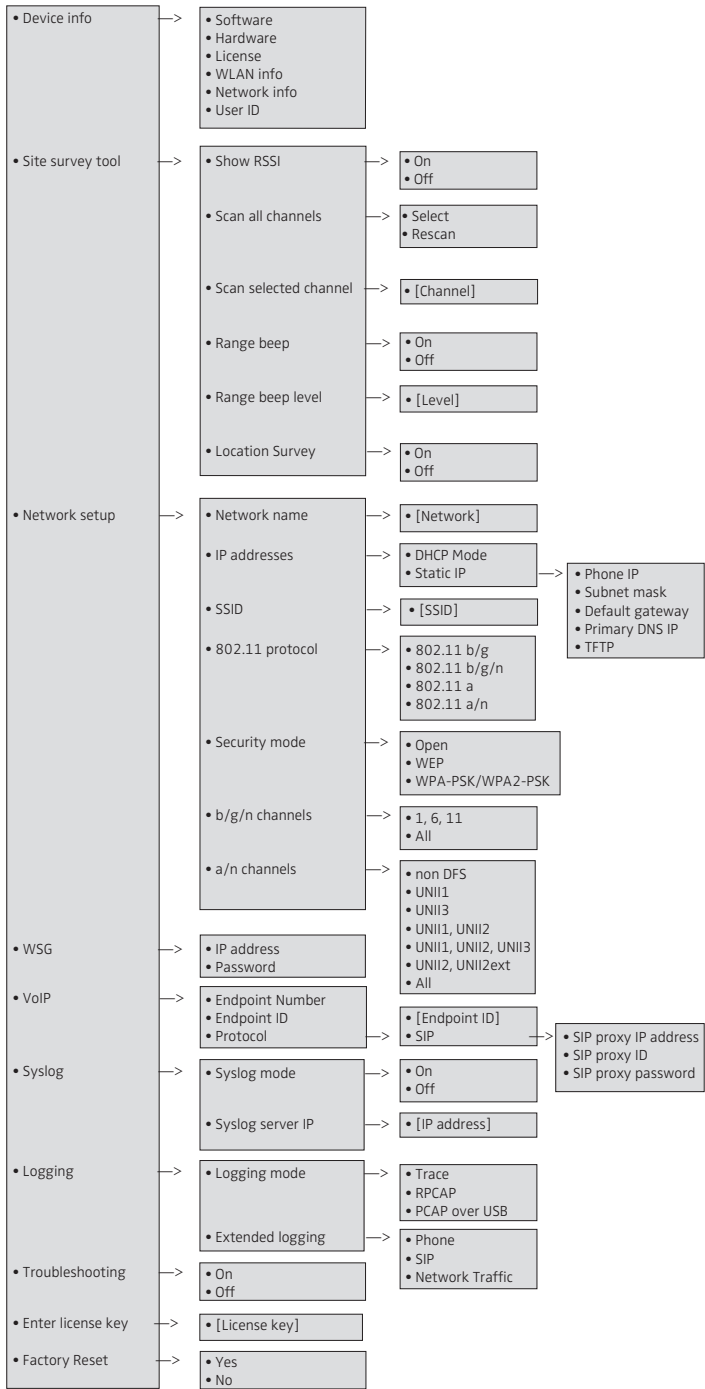 • Device info —>
• Software
• Hardware
• License
• WLAN info
• Network info
• User ID
• Site survey tool —>
• Show RSSI —>
• On
• Off
• Scan all channels —>
• Select
• Rescan
• Scan selected channel —>
• [Channel]
• Range beep —>
• On
• Off
• Range beep level —>
• [Level]
• Location Survey —>
• On
• Off
• Network setup —>
• Network name —>
• [Network]
• IP addresses —>
• DHCP Mode
• Static IP —>
• Phone IP
• Subnet mask
• Default gateway
• Primary DNS IP
• TFTP
• SSID —>
• [SSID]
• 802.11 protocol —>
• 802.11 b/g
• 802.11 b/g/n
• 802.11 a
• 802.11 a/n
• Security mode —>
• Open
• WEP
• WPA-PSK/WPA2-PSK
• b/g/n channels —>
• 1, 6, 11
• All
• a/n channels —>
• non DFS
• UNII1
• UNII3
• UNII1, UNII2
• UNII1, UNII2, UNII3
• UNII2, UNII2ext
• All
• WSG —>
• IP address
• Password
• VoIP —>
• Endpoint Number
• Endpoint ID
• Protocol —>
• [Endpoint ID]
• SIP —>
• SIP proxy IP address
• SIP proxy ID
• SIP proxy password
• Syslog —>
• Syslog mode —>
• On
• Off
• Syslog server IP —>
• [IP address]
• Logging —>
• Logging mode —>
• Trace
• RPCAP
• PCAP over USB
• Extended logging —>
• Phone
• SIP
• Network Traffic
• Troubleshooting —>
• On
• Off
• Enter license key —>
• [License key]
• Factory Reset —>
• Yes
• No